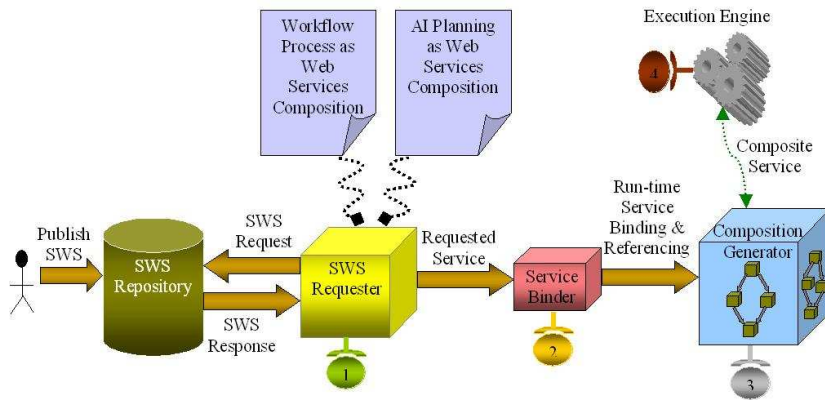 Workflow
Process as
Web
Services
Composition
AI Planning
as Web
Services
Composition
Execution Engine
4
Composite
Service
Publish
SWS
SWS
Repository
SWS
Request
SWS
Response
SWS
Requester
1
Requested
Service
Service
Binder
2
Run-time
Service
Binding &
Referencing
Composition
Generator
3